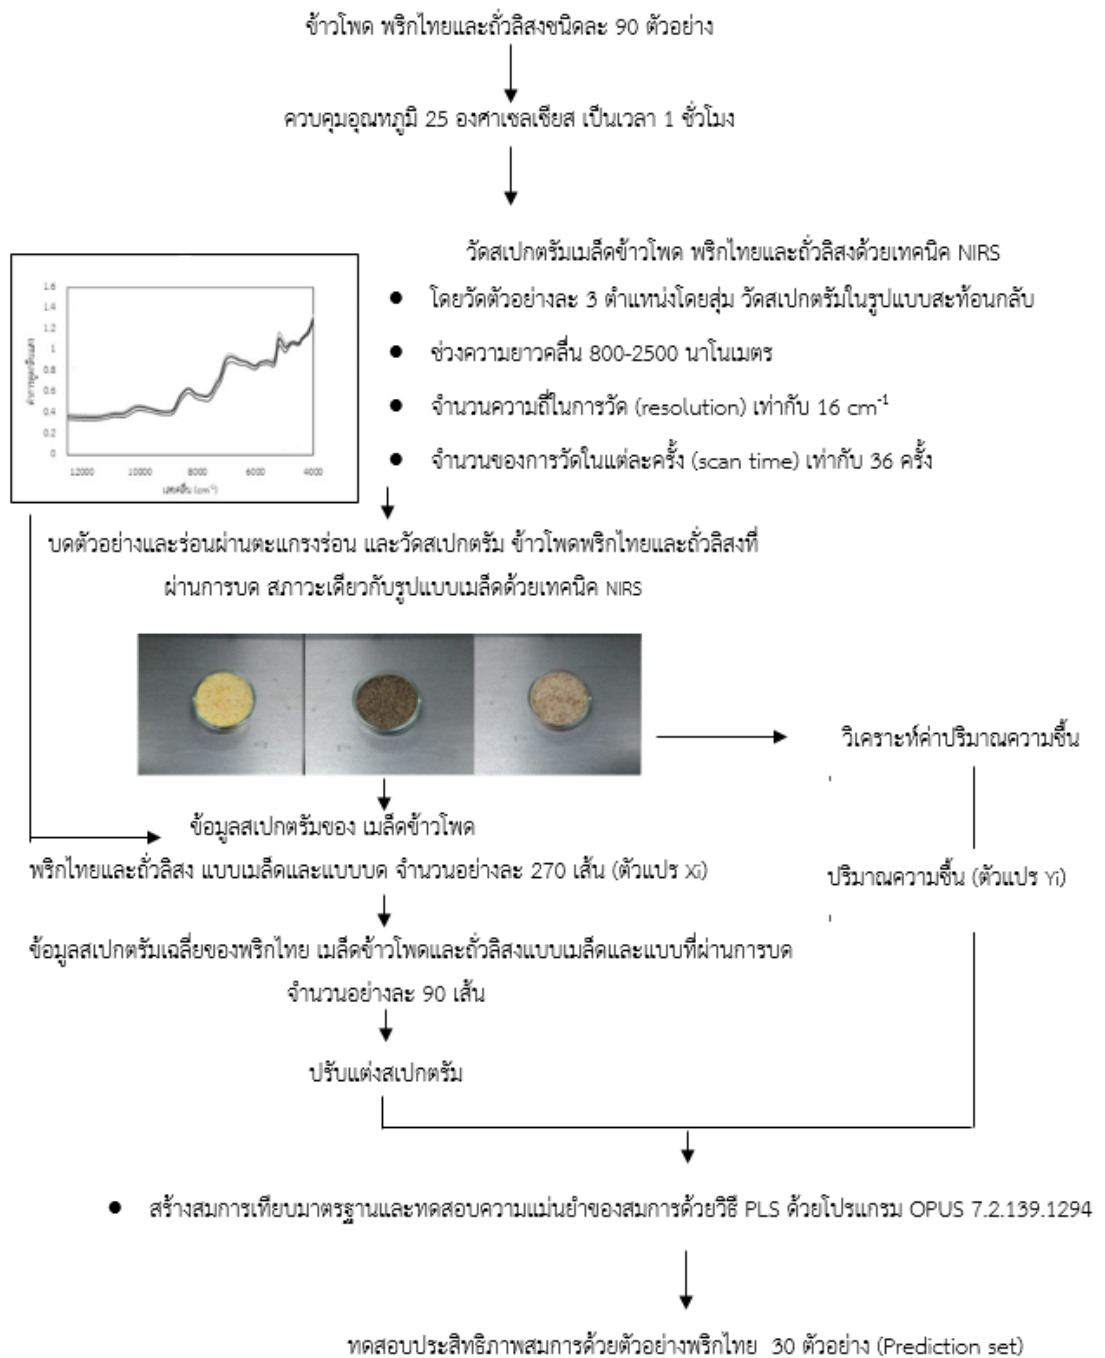 ข้าวโพด พริกไทยและถั่วลิสงชนิดละ 90 ตัวอย่าง
ควบคุมอุณหภูมิ 25 องศาเซลเซียส เป็นเวลา 1 ชั่วโมง
วัดสเปกตรัมเมล็ดข้าวโพด พริกไทยและถั่วลิสงด้วยเทคนิค NIRS
● โดยวัดตัวอย่างละ 3 ตำแหน่งโดยสุ่ม วัดสเปกตรัมในรูปแบบสะท้อนกลับ
● ช่วงความยาวคลื่น 800-2500 นาโนเมตร
● จำนวนความถี่ในการวัด (resolution) เท่ากับ 16 cm⁻¹
● จำนวนของการวัดในแต่ละครั้ง (scan time) เท่ากับ 36 ครั้ง
ค่าการดูดกลืนแสง
1.6
1.4
1.2
1
0.8
0.6
0.4
0.2
0
12000 10000 8000 6000 4000
เลขคลื่น (cm⁻¹)
บดตัวอย่างและร่อนผ่านตะแกรงร่อน และวัดสเปกตรัม ข้าวโพดพริกไทยและถั่วลิสงที่
ผ่านการบด สภาวะเดียวกับรูปแบบเมล็ดด้วยเทคนิค NIRS
วิเคราะห์ค่าปริมาณความชื้น
ข้อมูลสเปกตรัมของ เมล็ดข้าวโพด
พริกไทยและถั่วลิสง แบบเมล็ดและแบบบด จำนวนอย่างละ 270 เส้น (ตัวแปร Xi)
ปริมาณความชื้น (ตัวแปร Yi)
ข้อมูลสเปกตรัมเฉลี่ยของพริกไทย เมล็ดข้าวโพดและถั่วลิสงแบบเมล็ดและแบบที่ผ่านการบด
จำนวนอย่างละ 90 เส้น
ปรับแต่งสเปกตรัม
● สร้างสมการเทียบมาตรฐานและทดสอบความแม่นยำของสมการด้วยวิธี PLS ด้วยโปรแกรม OPUS 7.2.139.1294
ทดสอบประสิทธิภาพสมการด้วยตัวอย่างพริกไทย 30 ตัวอย่าง (Prediction set)